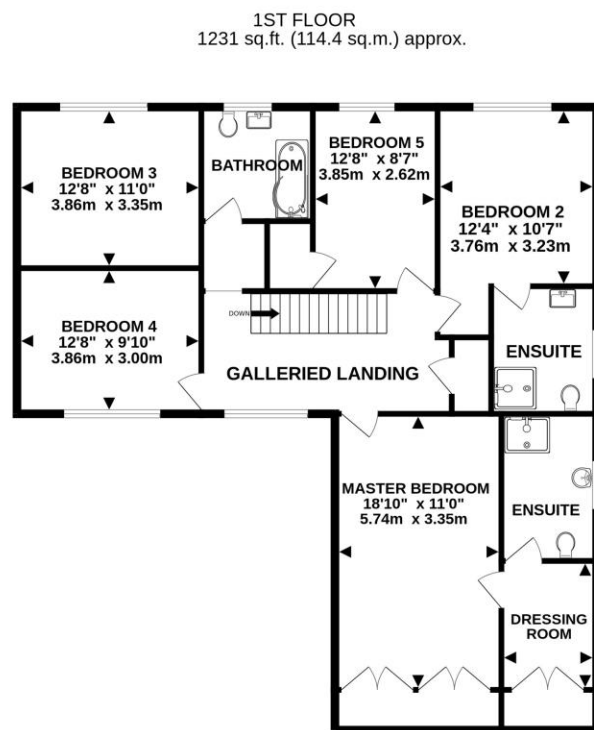 1ST FLOOR
1231 sq.ft. (114.4 sq.m.) approx.
BEDROOM 3
12'8" x 11'0"
3.86m x 3.35m
BATHROOM
BEDROOM 5
12'8" x 8'7"
3.85m x 2.62m
BEDROOM 2
12'4" x 10'7"
3.76m x 3.23m
BEDROOM 4
12'8" x 9'10"
3.86m x 3.00m
DOWN
GALLERIED LANDING
ENSUITE
MASTER BEDROOM
18'10" x 11'0"
5.74m x 3.35m
ENSUITE
DRESSING
ROOM